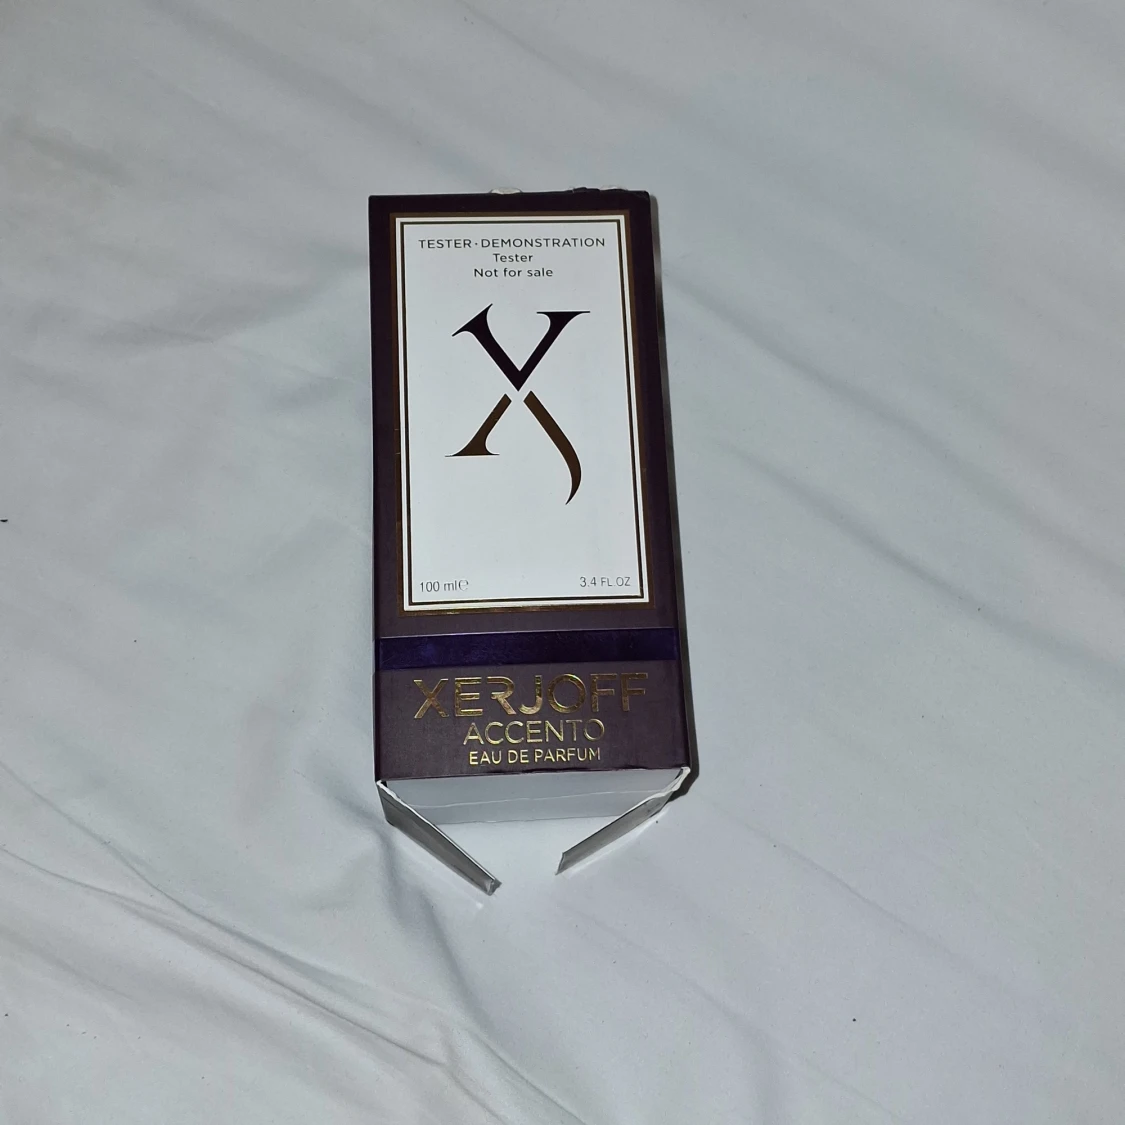 TESTER·DEMONSTRATION
Tester
Not for sale
X
100 ml℮
3.4 FL.OZ
XERJOFF
ACCENTO
EAU DE PARFUM